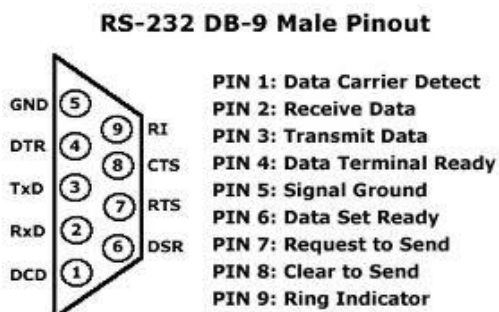 RS-232 DB-9 Male Pinout
GND 5
9 RI
DTR 4
8 CTS
TxD 3
7 RTS
RxD 2
6 DSR
DCD 1
PIN 1: Data Carrier Detect
PIN 2: Receive Data
PIN 3: Transmit Data
PIN 4: Data Terminal Ready
PIN 5: Signal Ground
PIN 6: Data Set Ready
PIN 7: Request to Send
PIN 8: Clear to Send
PIN 9: Ring Indicator